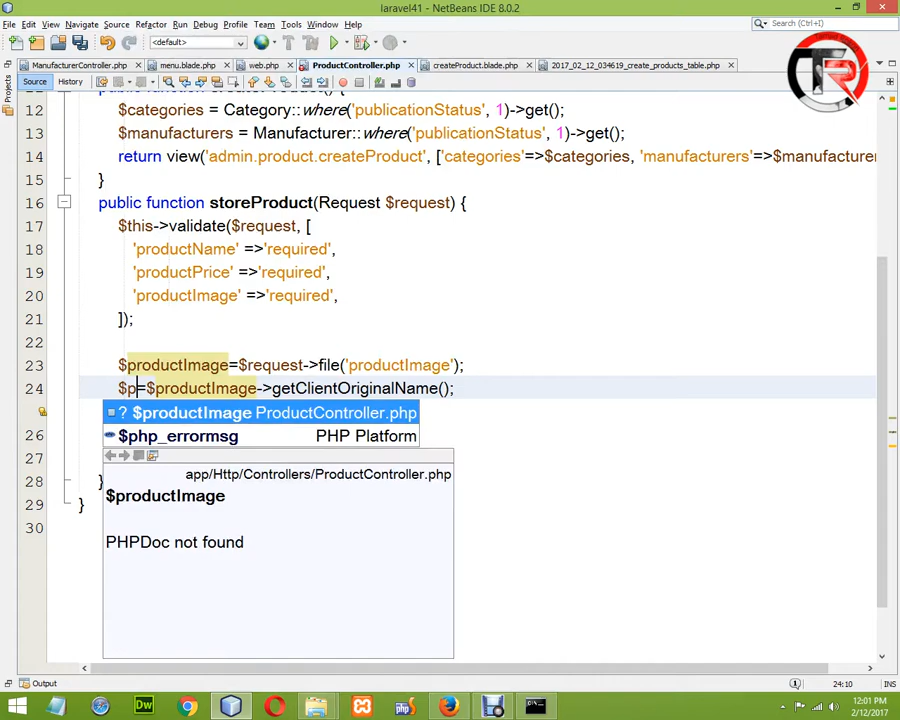 laravel41 - NetBeans IDE 8.0.2
File Edit View Navigate Source Refactor Run Debug Profile Team Tools Window Help
<default>
Search (Ctrl+I)
ManufacturerController.php menu.blade.php web.php ProductController.php createProduct.blade.php 2017_02_12_034619_create_products_table.php
Source History
Projects
12 $categories = Category::where('publicationStatus', 1)->get();
13 $manufacturers = Manufacturer::where('publicationStatus', 1)->get();
14 return view('admin.product.createProduct', ['categories'=>$categories, 'manufacturers'=>$manufacturer
15 }
16 public function storeProduct(Request $request) {
17 $this->validate($request, [
18 'productName' =>'required',
19 'productPrice' =>'required',
20 'productImage' =>'required',
21 ]);
22
23 $productImage=$request->file('productImage');
24 $p=$productImage->getClientOriginalName();
? $productImage ProductController.php
26 $php_errormsg PHP Platform
27
app/Http/Controllers/ProductController.php
28 }
29 }
$productImage
30
PHPDoc not found
Output
24:10 INS
Dw
php
12:01 PM
2/12/2017